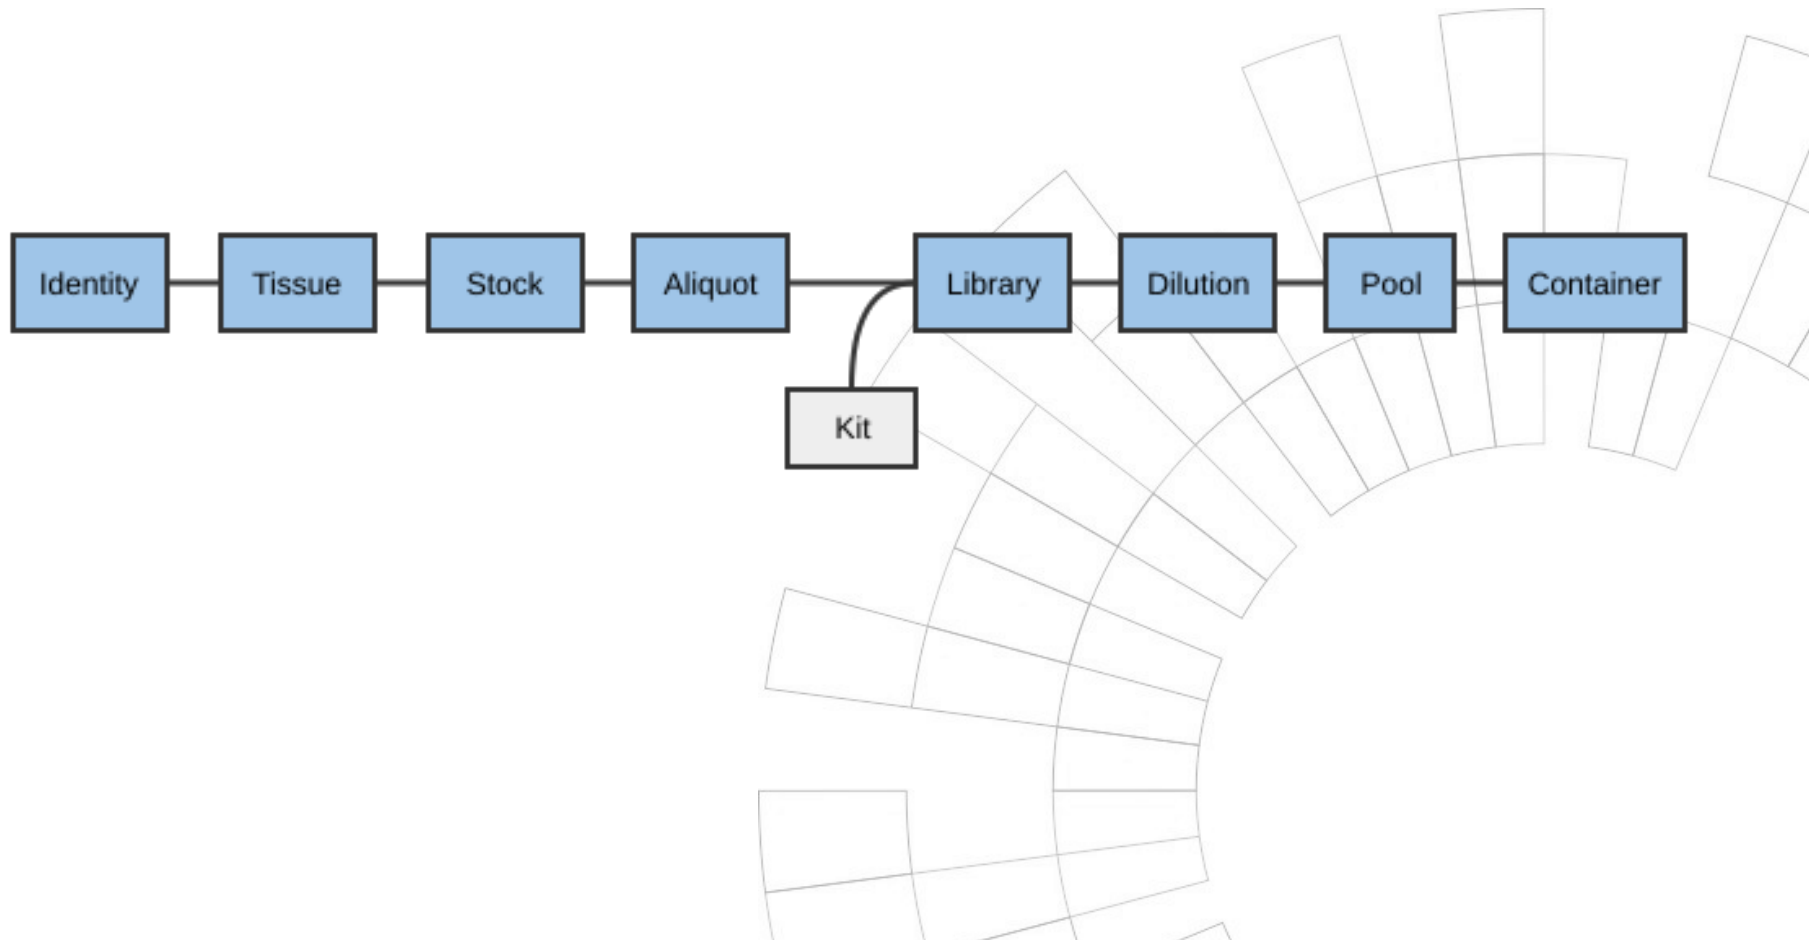 Identity
Tissue
Stock
Aliquot
Library
Dilution
Pool
Container
Kit